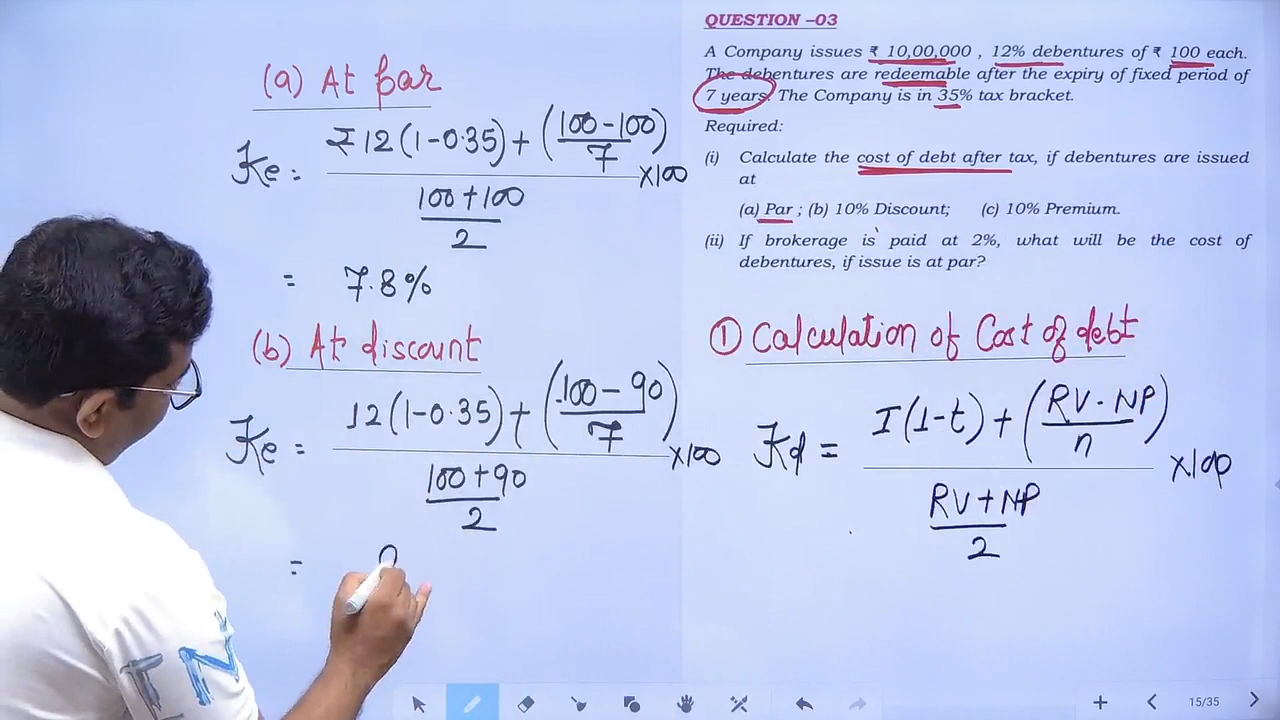 QUESTION –03
A Company issues ₹ 10,00,000 , 12% debentures of ₹ 100 each.
The debentures are redeemable after the expiry of fixed period of
7 years. The Company is in 35% tax bracket.
Required:
(i) Calculate the cost of debt after tax, if debentures are issued
at
(a) Par ; (b) 10% Discount; (c) 10% Premium.
(ii) If brokerage is paid at 2%, what will be the cost of
debentures, if issue is at par?
① Calculation of Cost of debt
Kd = I(1-t) + (RV - NP / n)
RV + NP / 2
×100
(a) At par
Ke = ₹12(1-0.35) + (100-100 / 7)
100+100 / 2
×100
= 7.8%
(b) At discount
Ke = 12(1-0.35) + (100-90 / 7)
100+90 / 2
×100
=
15/35